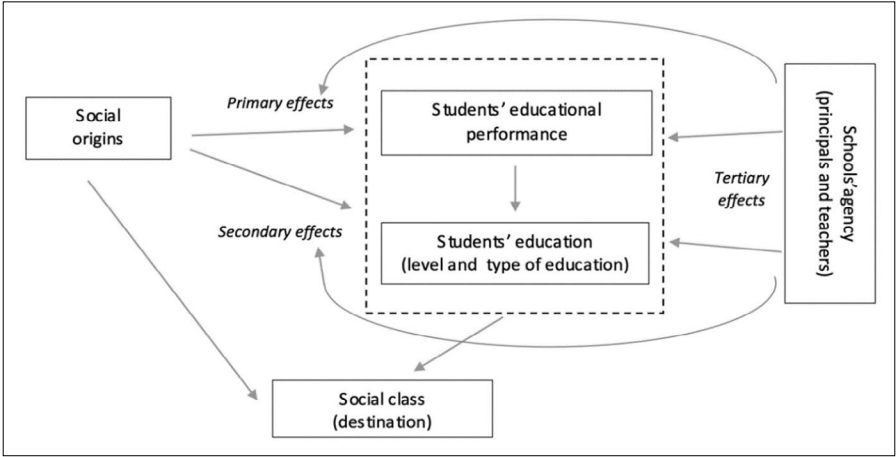 Primary effects
Social
origins
Students’ educational
performance
Schools’agency
(principals and teachers)
Tertiary
effects
Secondary effects
Students’ education
(level and type of education)
Social class
(destination)